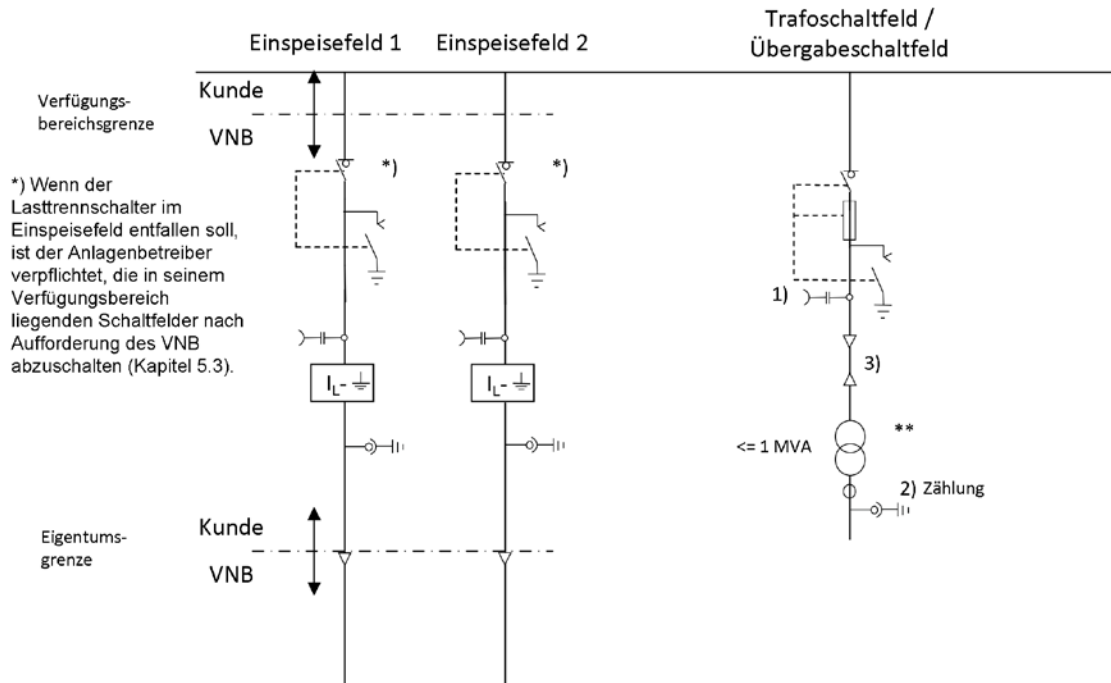 Einspeisefeld 1
Einspeisefeld 2
Trafoschaltfeld /
Übergabeschaltfeld
Verfügungs-
bereichsgrenze
Kunde
VNB
*)
*)
*) Wenn der
Lasttrennschalter im
Einspeisefeld entfallen soll,
ist der Anlagenbetreiber
verpflichtet, die in seinem
Verfügungsbereich
liegenden Schaltfelder nach
Aufforderung des VNB
abzuschalten (Kapitel 5.3).
I_L-
I_L-
1)
3)
<= 1 MVA
**
2) Zählung
Eigentums-
grenze
Kunde
VNB